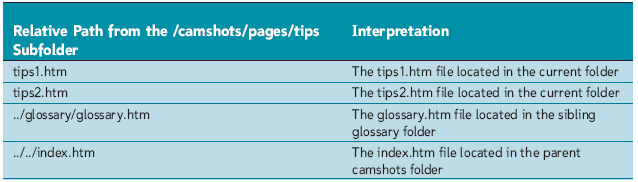 Relative Path from the /camshots/pages/tips Interpretation
Subfolder
tips1.htm The tips1.htm file located in the current folder
tips2.htm The tips2.htm file located in the current folder
../glossary/glossary.htm The glossary.htm file located in the sibling
glossary folder
../../index.htm The index.htm file located in the parent
camshots folder